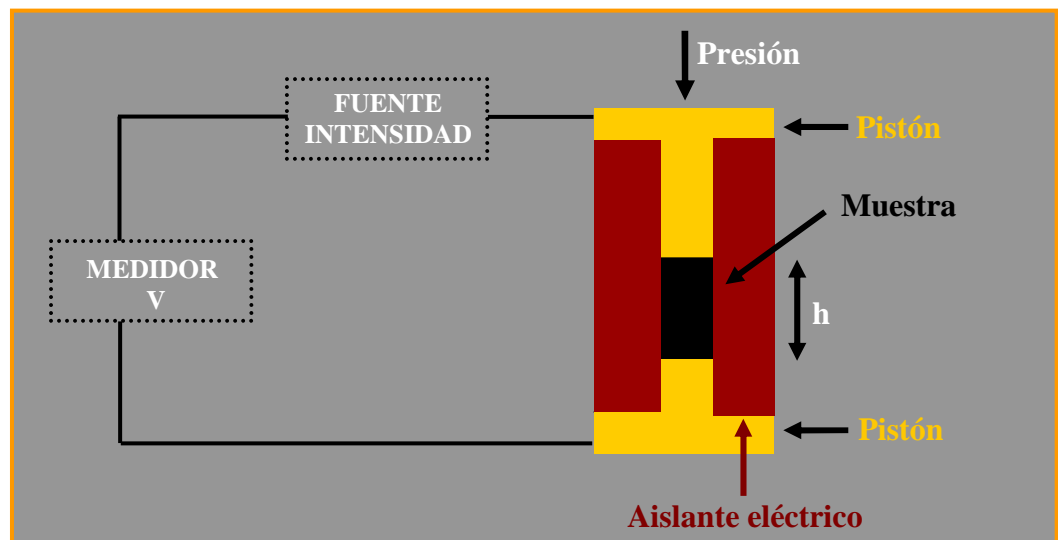 Presión
FUENTE
INTENSIDAD
Pistón
Muestra
MEDIDOR
V
h
Pistón
Aislante eléctrico